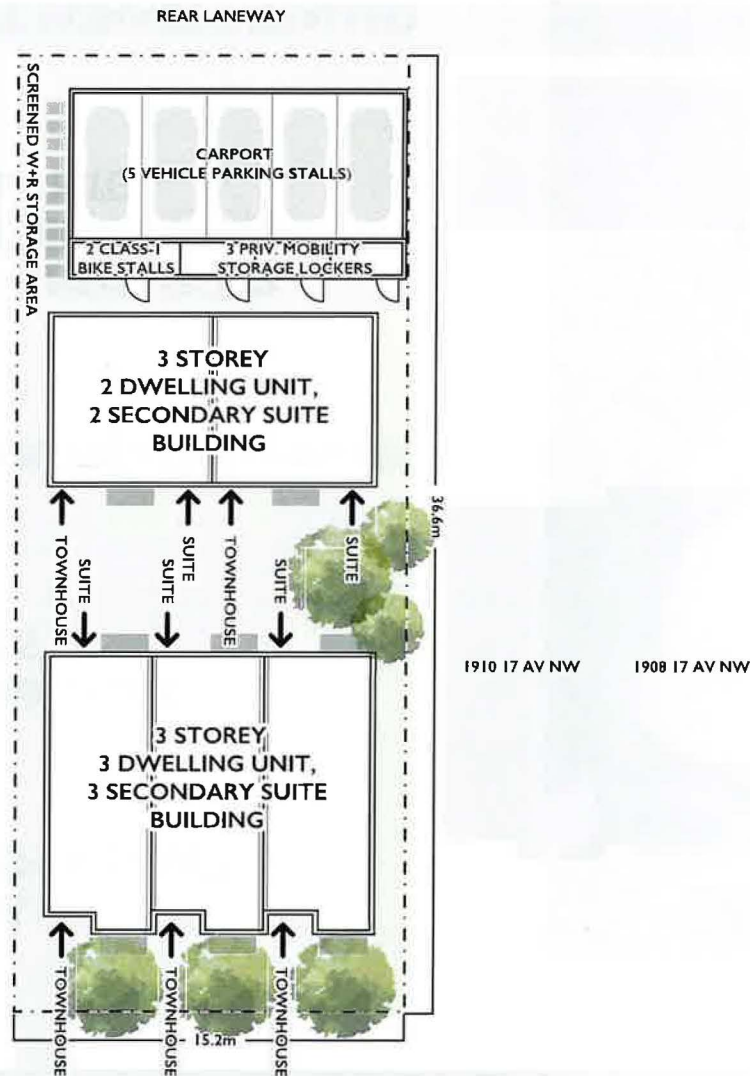 REAR LANEWAY
SCREENED W+R STORAGE AREA
CARPORT
(5 VEHICLE PARKING STALLS)
2 CLASS-1
BIKE STALLS
3 PRIV. MOBILITY
STORAGE LOCKERS
3 STOREY
2 DWELLING UNIT,
2 SECONDARY SUITE
BUILDING
36.6m
TOWNHOUSE
SUITE
SUITE
SUITE
TOWNHOUSE
SUITE
SUITE
1910 17 AV NW
1908 17 AV NW
3 STOREY
3 DWELLING UNIT,
3 SECONDARY SUITE
BUILDING
TOWNHOUSE
TOWNHOUSE
TOWNHOUSE
15.2m